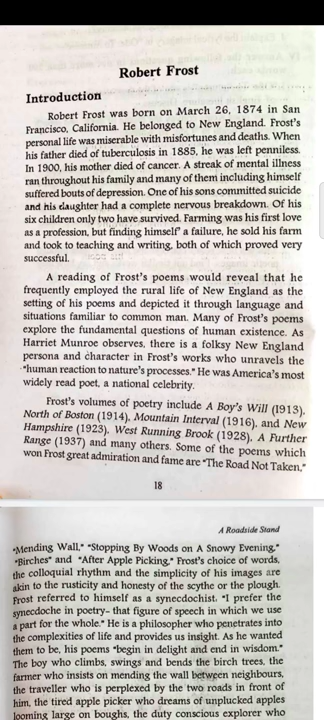 Robert Frost
Introduction
Robert Frost was born on March 26, 1874 in San
Francisco, California. He belonged to New England. Frost's
personal life was miserable with misfortunes and deaths. When
his father died of tuberculosis in 1885, he was left penniless.
In 1900, his mother died of cancer. A streak of mental illness
ran throughout his family and many of them including himself
suffered bouts of depression. One of his sons committed suicide
and his daughter had a complete nervous breakdown. Of his
six children only two have survived. Farming was his first love
as a profession, but finding himself a failure, he sold his farm
and took to teaching and writing, both of which proved very
successful.
A reading of Frost's poems would reveal that he
frequently employed the rural life of New England as the
setting of his poems and depicted it through language and
situations familiar to common man. Many of Frost's poems
explore the fundamental questions of human existence. As
Harriet Munroe observes, there is a folksy New England
persona and character in Frost's works who unravels the
"human reaction to nature's processes." He was America's most
widely read poet, a national celebrity.
Frost's volumes of poetry include A Boy's Will (1913),
North of Boston (1914), Mountain Interval (1916), and New
Hampshire (1923), West Running Brook (1928), A Further
Range (1937) and many others. Some of the poems which
won Frost great admiration and fame are "The Road Not Taken,"
18
A Roadside Stand
"Mending Wall," "Stopping By Woods on A Snowy Evening,"
"Birches" and "After Apple Picking," Frost's choice of words,
the colloquial rhythm and the simplicity of his images are
akin to the rusticity and honesty of the scythe or the plough.
Frost referred to himself as a synecdochist. "I prefer the
synecdoche in poetry- that figure of speech in which we use
a part for the whole." He is a philosopher who penetrates into
the complexities of life and provides us insight. As he wanted
them to be, his poems "begin in delight and end in wisdom."
The boy who climbs, swings and bends the birch trees, the
farmer who insists on mending the wall between neighbours,
the traveller who is perplexed by the two roads in front of
him, the tired apple picker who dreams of unplucked apples
looming large on boughs, the duty conscious explorer who